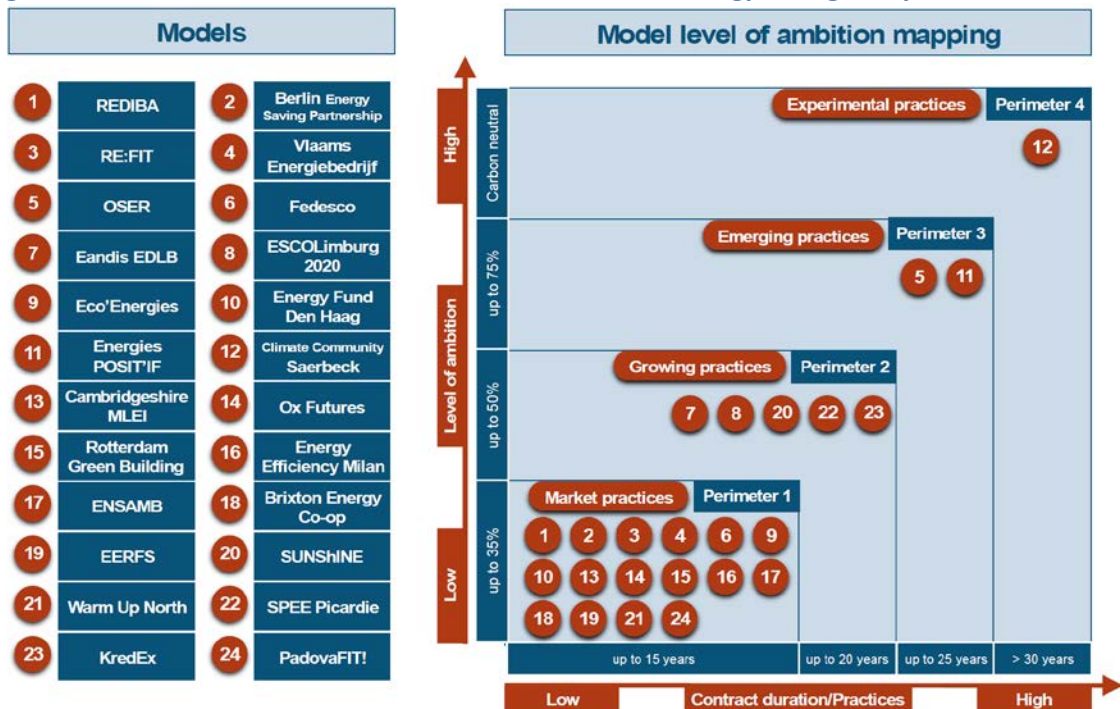 Models
1
REDIBA
2
Berlin Energy
Saving Partnership
3
RE:FIT
4
Vlaams
Energiebedrijf
5
OSER
6
Fedesco
7
Eandis EDLB
8
ESCOLimburg
2020
9
Eco'Energies
10
Energy Fund
Den Haag
11
Energies
POSIT'IF
12
Climate Community
Saerbeck
13
Cambridgeshire
MLEI
14
Ox Futures
15
Rotterdam
Green Building
16
Energy
Efficiency Milan
17
ENSAMB
18
Brixton Energy
Co-op
19
EERFS
20
SUNShINE
21
Warm Up North
22
SPEE Picardie
23
KredEx
24
PadovaFIT!
Model level of ambition mapping
High
Level of ambition
Low
Carbon neutral
up to 75%
up to 50%
up to 35%
Experimental practices
Perimeter 4
12
Emerging practices
Perimeter 3
5 11
Growing practices
Perimeter 2
7 8 20 22 23
Market practices
Perimeter 1
1 2 3 4 6 9
10 13 14 15 16 17
18 19 21 24
up to 15 years
up to 20 years
up to 25 years
> 30 years
Low
Contract duration/Practices
High